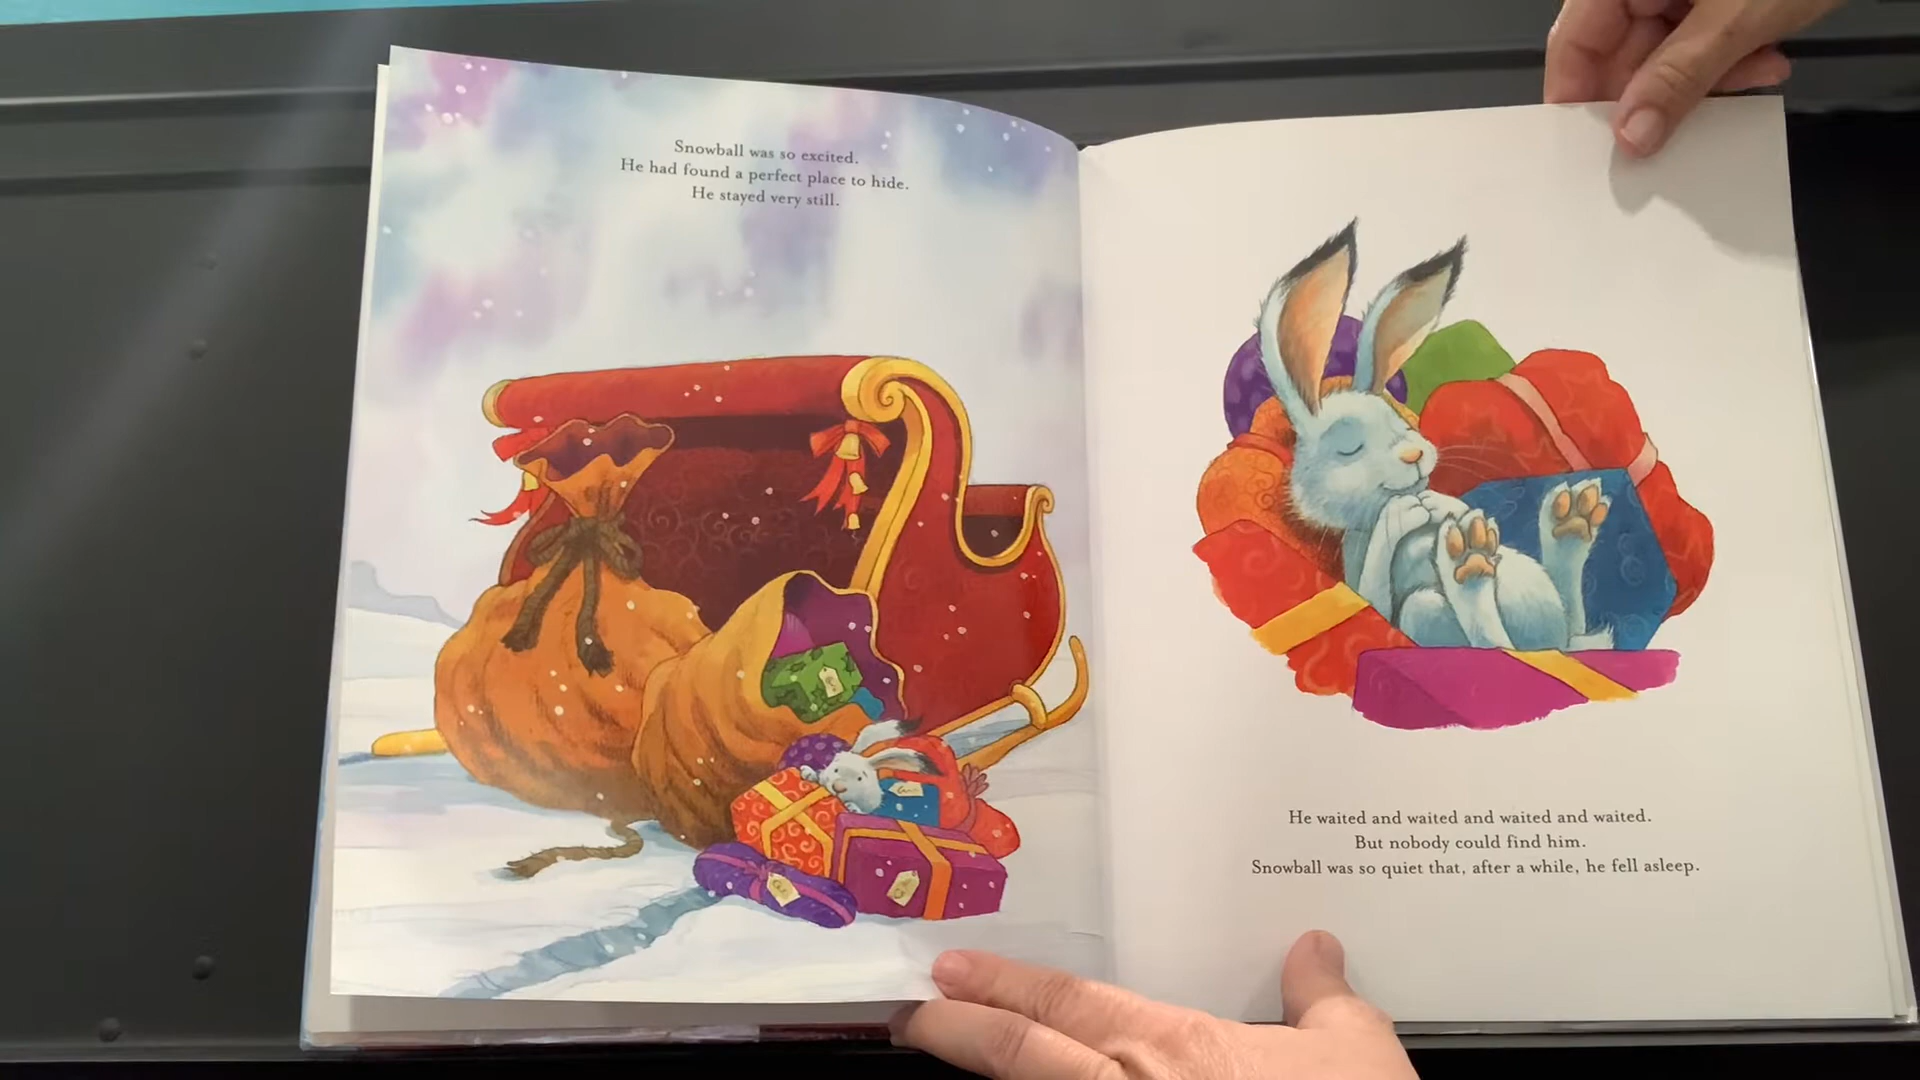 Snowball was so excited.
He had found a perfect place to hide.
He stayed very still.
He waited and waited and waited and waited.
But nobody could find him.
Snowball was so quiet that, after a while, he fell asleep.